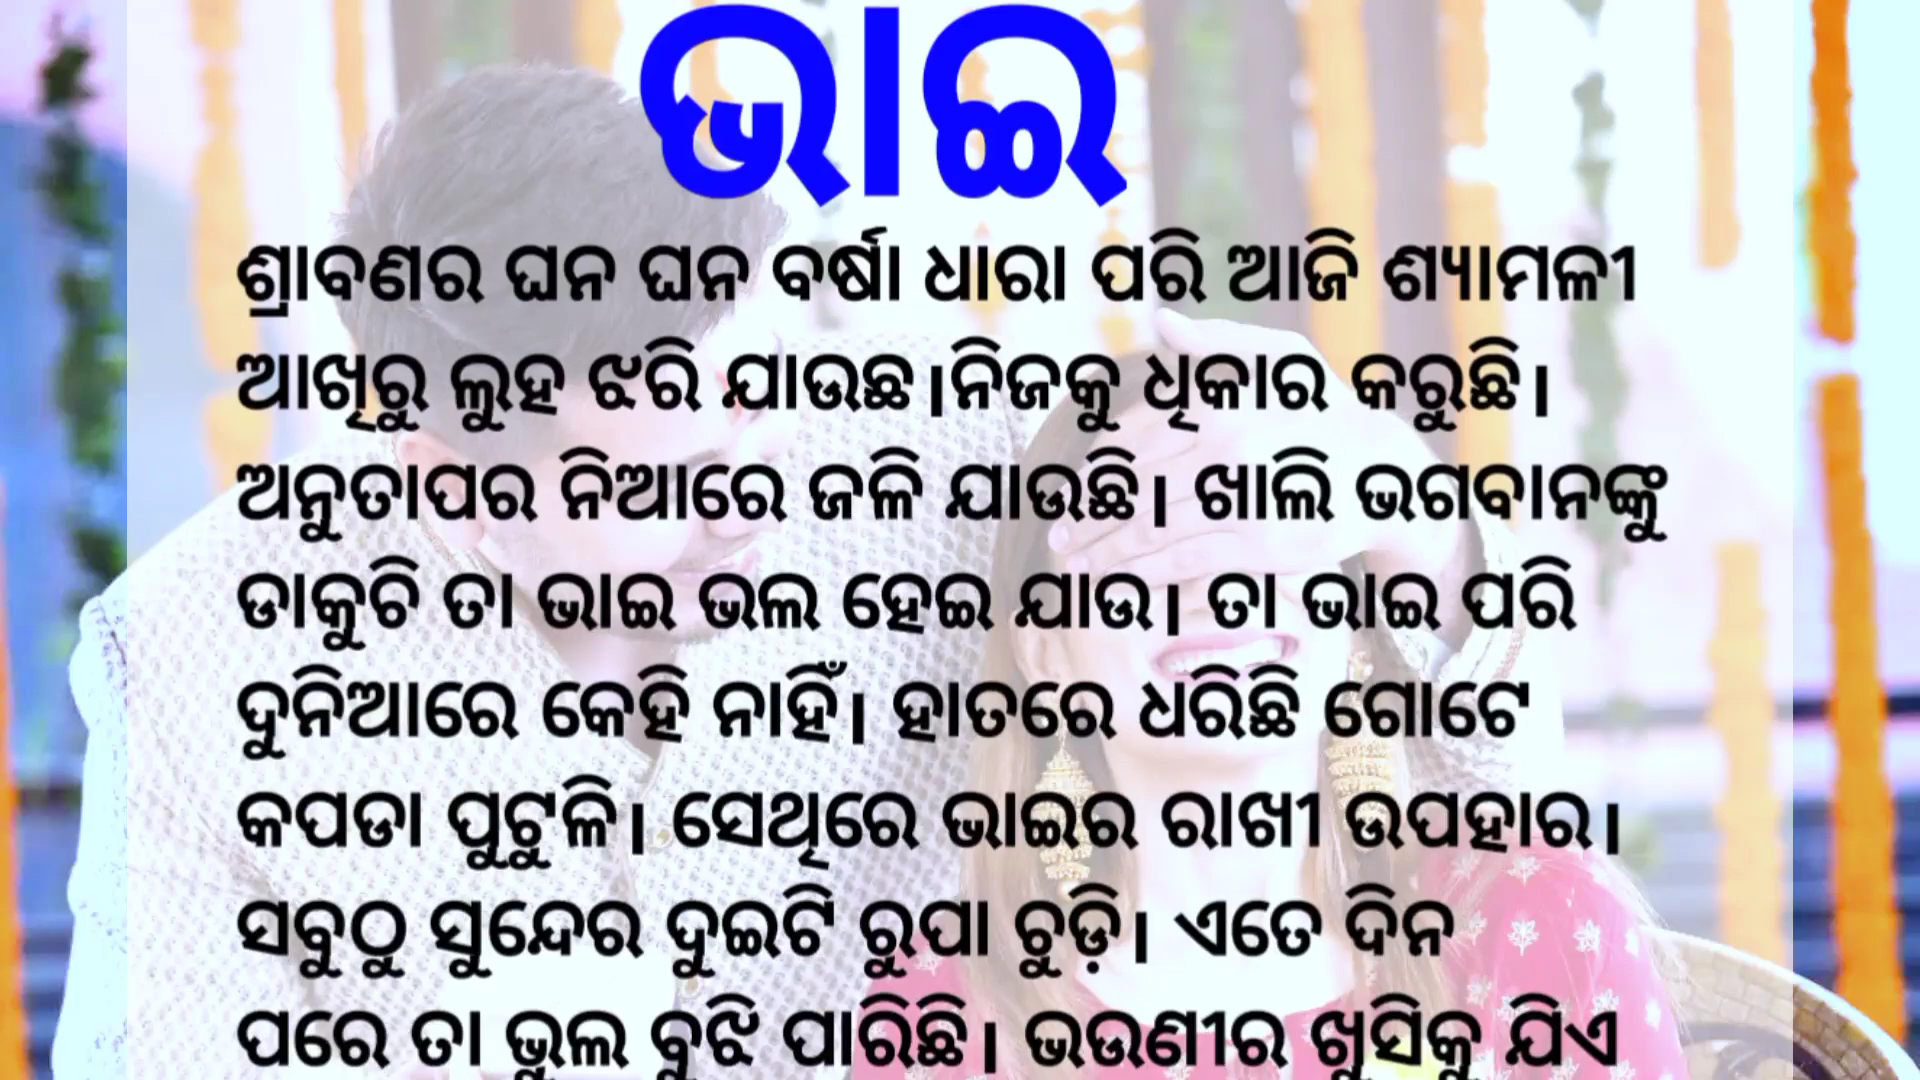 ଭାଇ
ଶ୍ରାବଣର ଘନ ଘନ ବର୍ଷା ଧାରା ପରି ଆଜି ଶ୍ୟାମଳୀ
ଆଖିରୁ ଲୁହ ଝରି ଯାଉଛ।ନିଜକୁ ଧିକାର କରୁଛି।
ଅନୁତାପର ନିଆରେ ଜଳି ଯାଉଛି। ଖାଲି ଭଗବାନଙ୍କୁ
ଡାକୁଚି ତା ଭାଇ ଭଲ ହେଇ ଯାଉ। ତା ଭାଇ ପରି
ଦୁନିଆରେ କେହି ନାହିଁ। ହାତରେ ଧରିଛି ଗୋଟେ
କପଡା ପୁଟୁଳି। ସେଥିରେ ଭାଇର ରାଖୀ ଉପହାର।
ସବୁଠୁ ସୁନ୍ଦେର ଦୁଇଟି ରୁପା ଚୁଡ଼ି। ଏତେ ଦିନ
ପରେ ତା ଭୁଲ ବୁଝି ପାରିଛି। ଭଉଣୀର ଖୁସିକୁ ଯିଏ